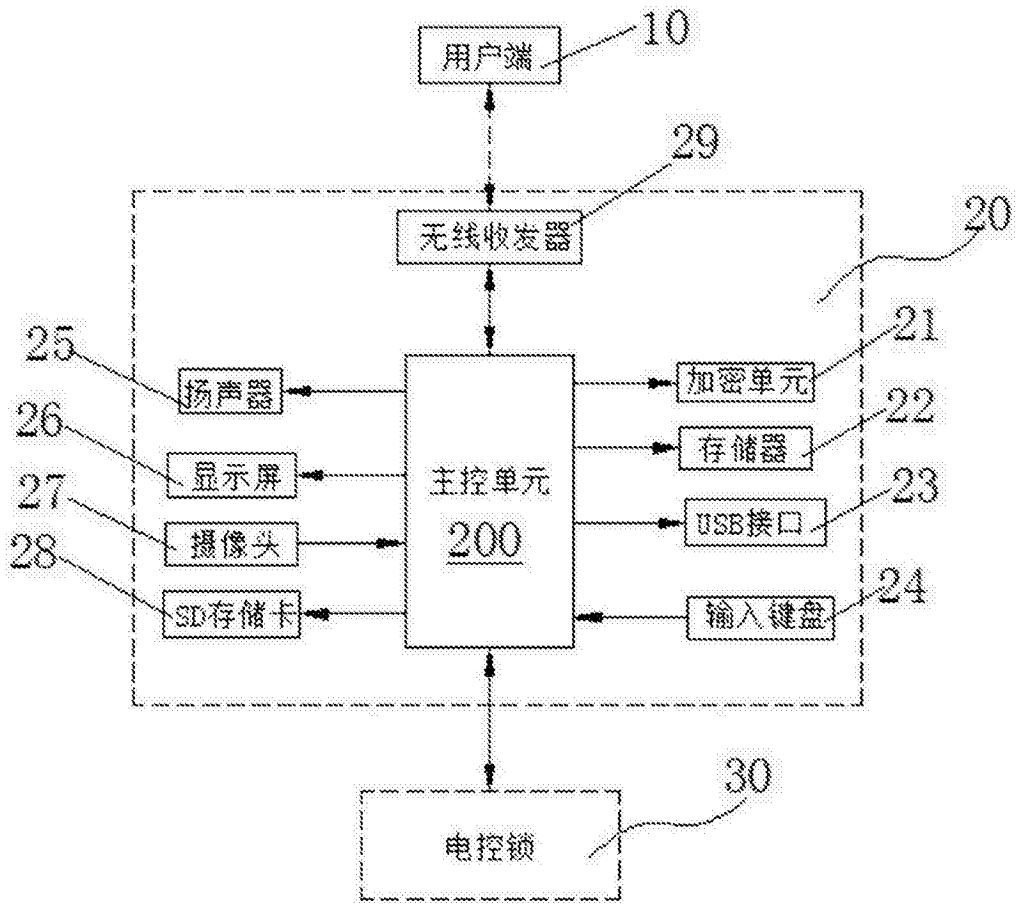 10
用户端
29
无线收发器
20
25
扬声器
21
加密单元
26
显示屏
22
存储器
主控单元
200
27
摄像头
23
USB接口
28
SD存储卡
24
输入键盘
30
电控锁